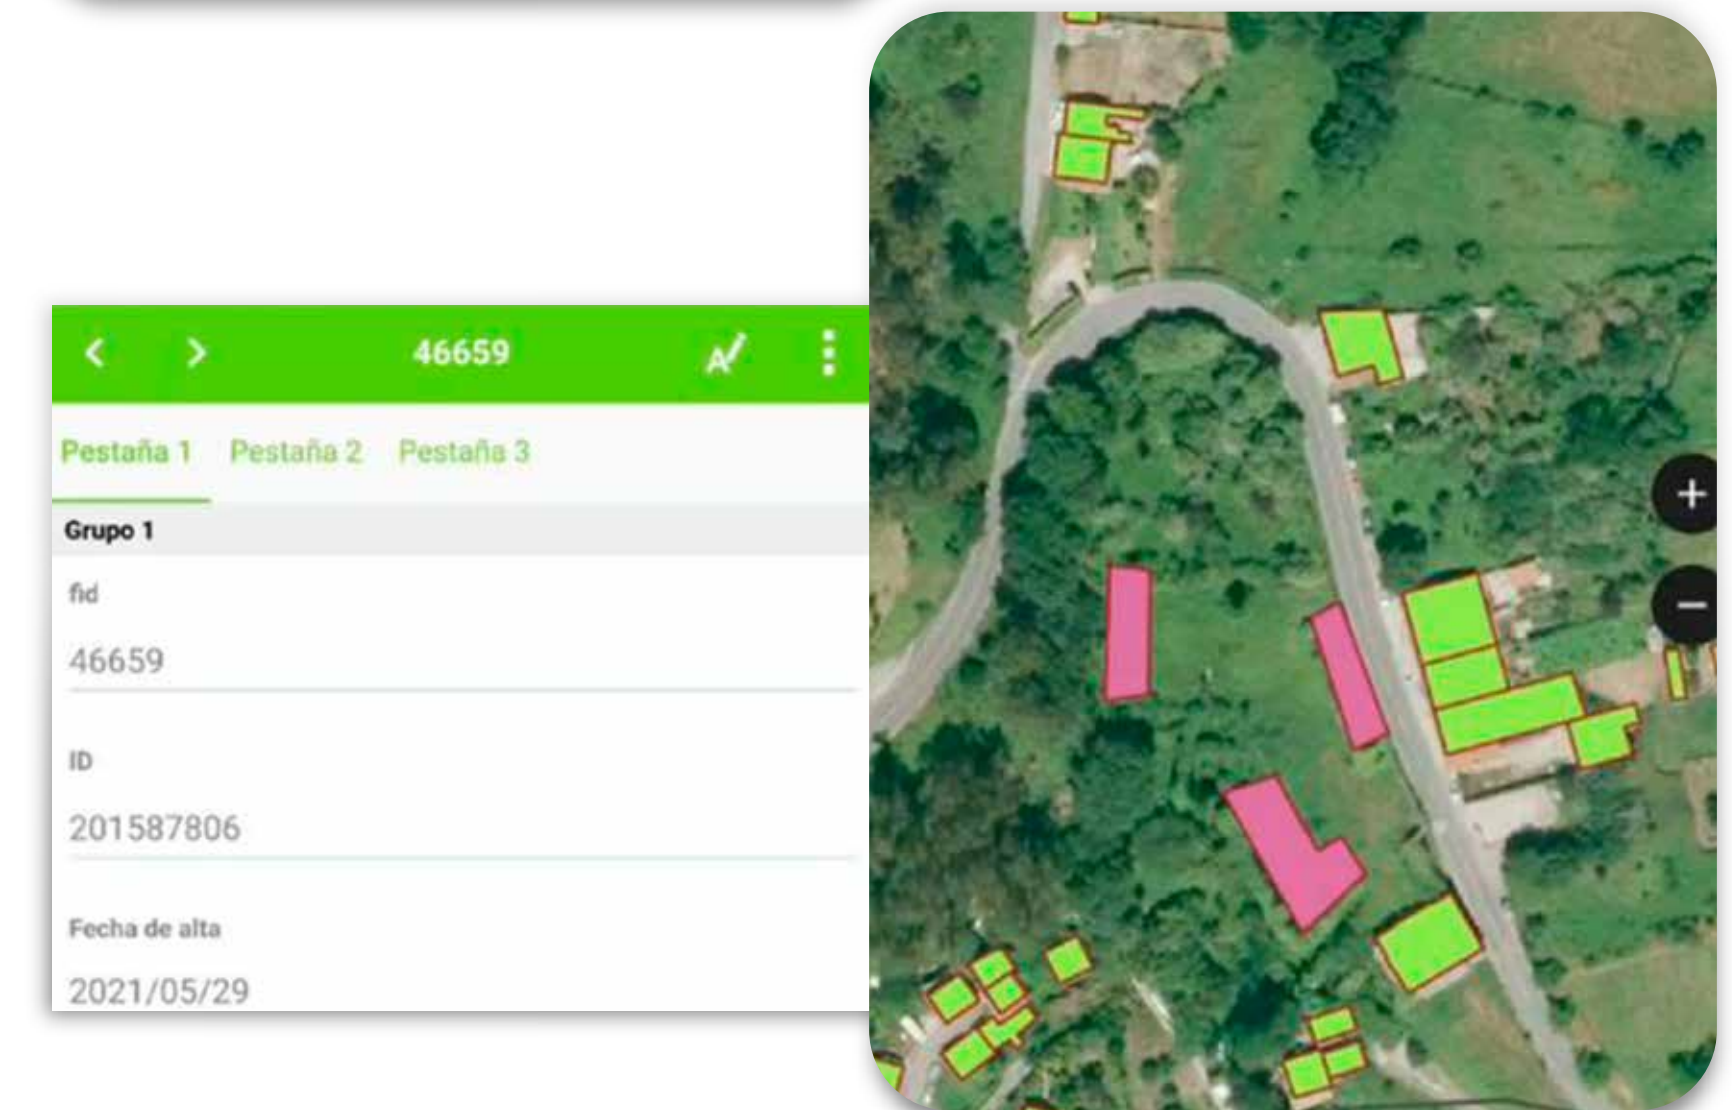 46659
Pestaña 1 Pestaña 2 Pestaña 3
Grupo 1
fid
46659
ID
201587806
Fecha de alta
2021/05/29